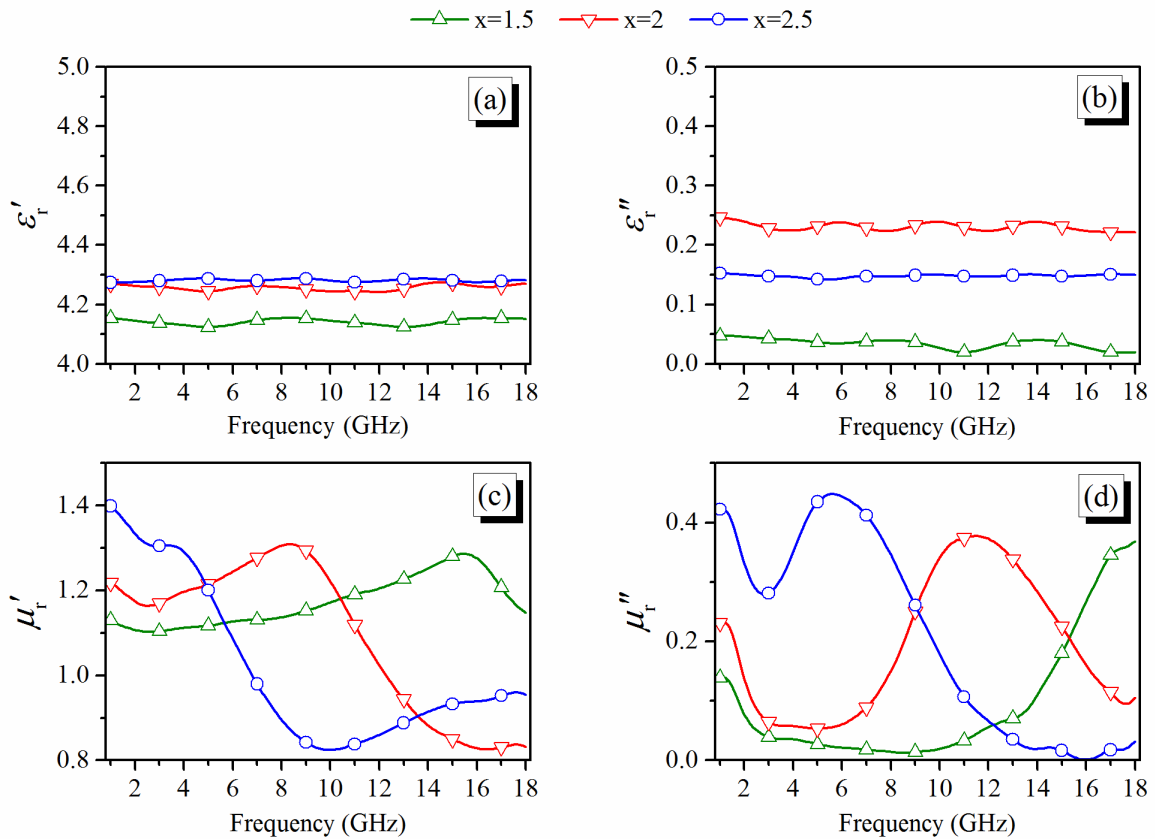 x=1.5 x=2 x=2.5
(a)
5.0
4.8
4.6
4.4
4.2
4.0
εr′
2 4 6 8 10 12 14 16 18
Frequency (GHz)
(b)
0.5
0.4
0.3
0.2
0.1
0.0
εr″
2 4 6 8 10 12 14 16 18
Frequency (GHz)
(c)
1.4
1.2
1.0
0.8
μr′
2 4 6 8 10 12 14 16 18
Frequency (GHz)
(d)
0.4
0.2
0.0
μr″
2 4 6 8 10 12 14 16 18
Frequency (GHz)